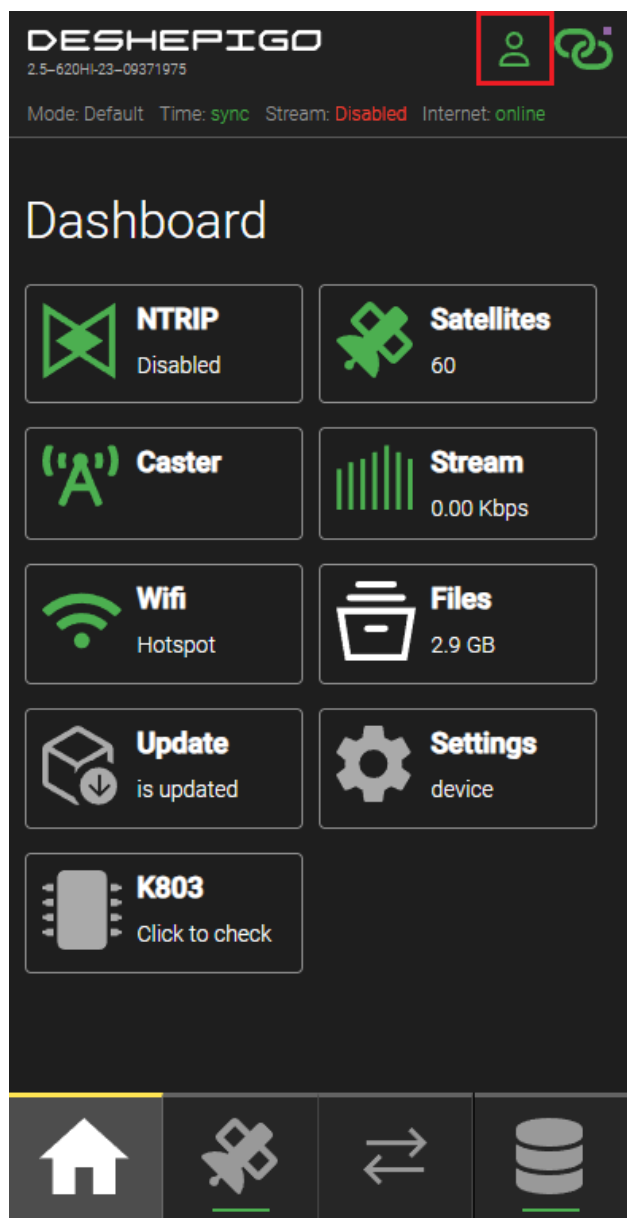 DESHEPIGO
2.5–620HI-23–09371975
Mode: Default Time: sync Stream: Disabled Internet: online
Dashboard
NTRIP
Disabled
Satellites
60
Caster
Stream
0.00 Kbps
Wifi
Hotspot
Files
2.9 GB
Update
is updated
Settings
device
K803
Click to check